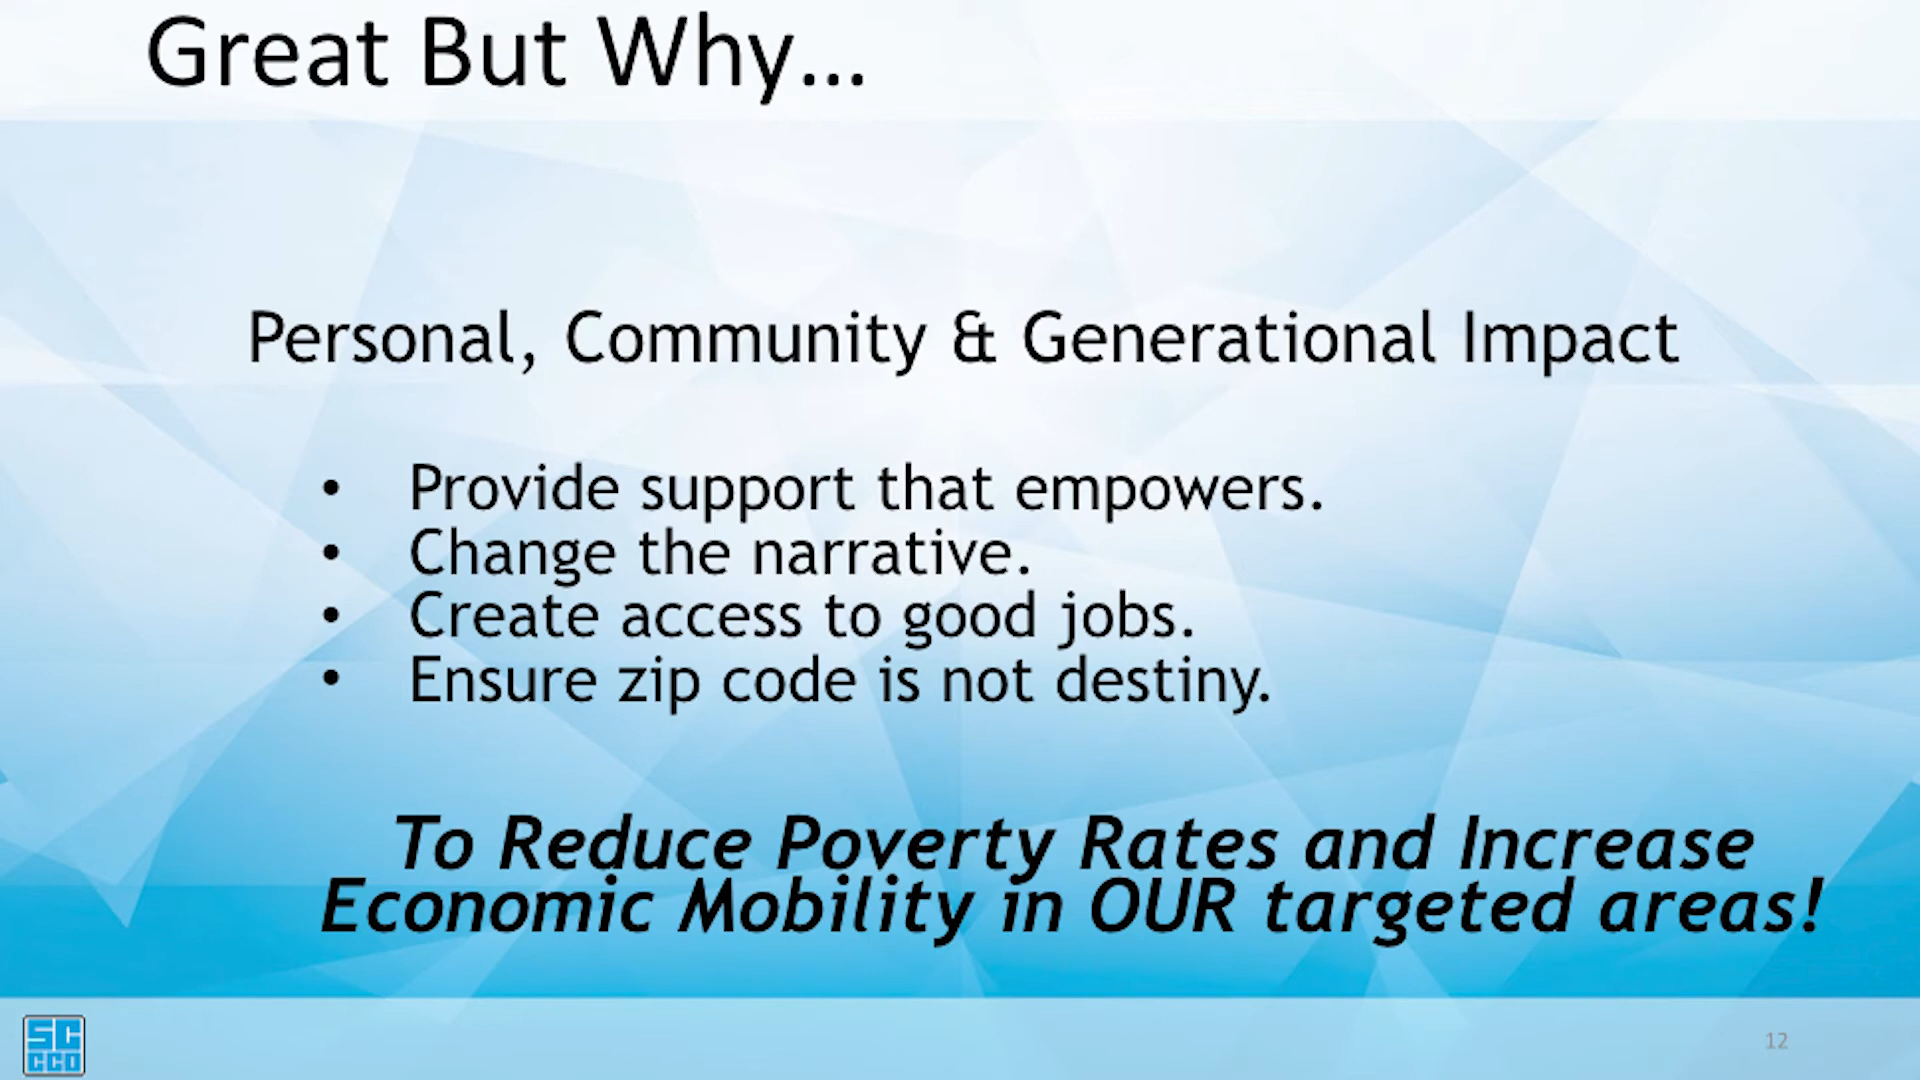 Great But Why...
Personal, Community & Generational Impact
• Provide support that empowers.
• Change the narrative.
• Create access to good jobs.
• Ensure zip code is not destiny.
To Reduce Poverty Rates and Increase
Economic Mobility in OUR targeted areas!
SC
CCO
12